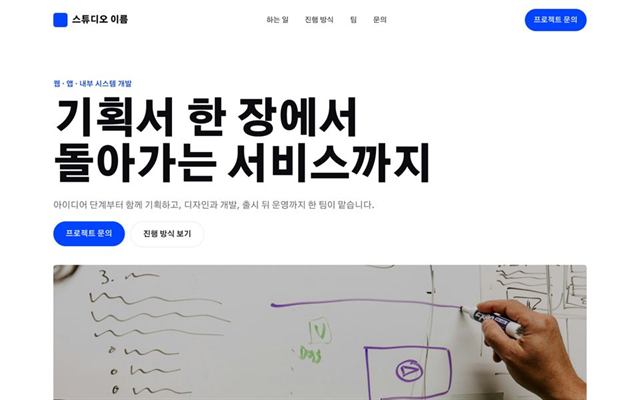 스튜디오 이름
하는 일 진행 방식 팀 문의
프로젝트 문의
웹 · 앱 · 내부 시스템 개발
기획서 한 장에서
돌아가는 서비스까지
아이디어 단계부터 함께 기획하고, 디자인과 개발, 출시 뒤 운영까지 한 팀이 맡습니다.
프로젝트 문의 진행 방식 보기
3.
V